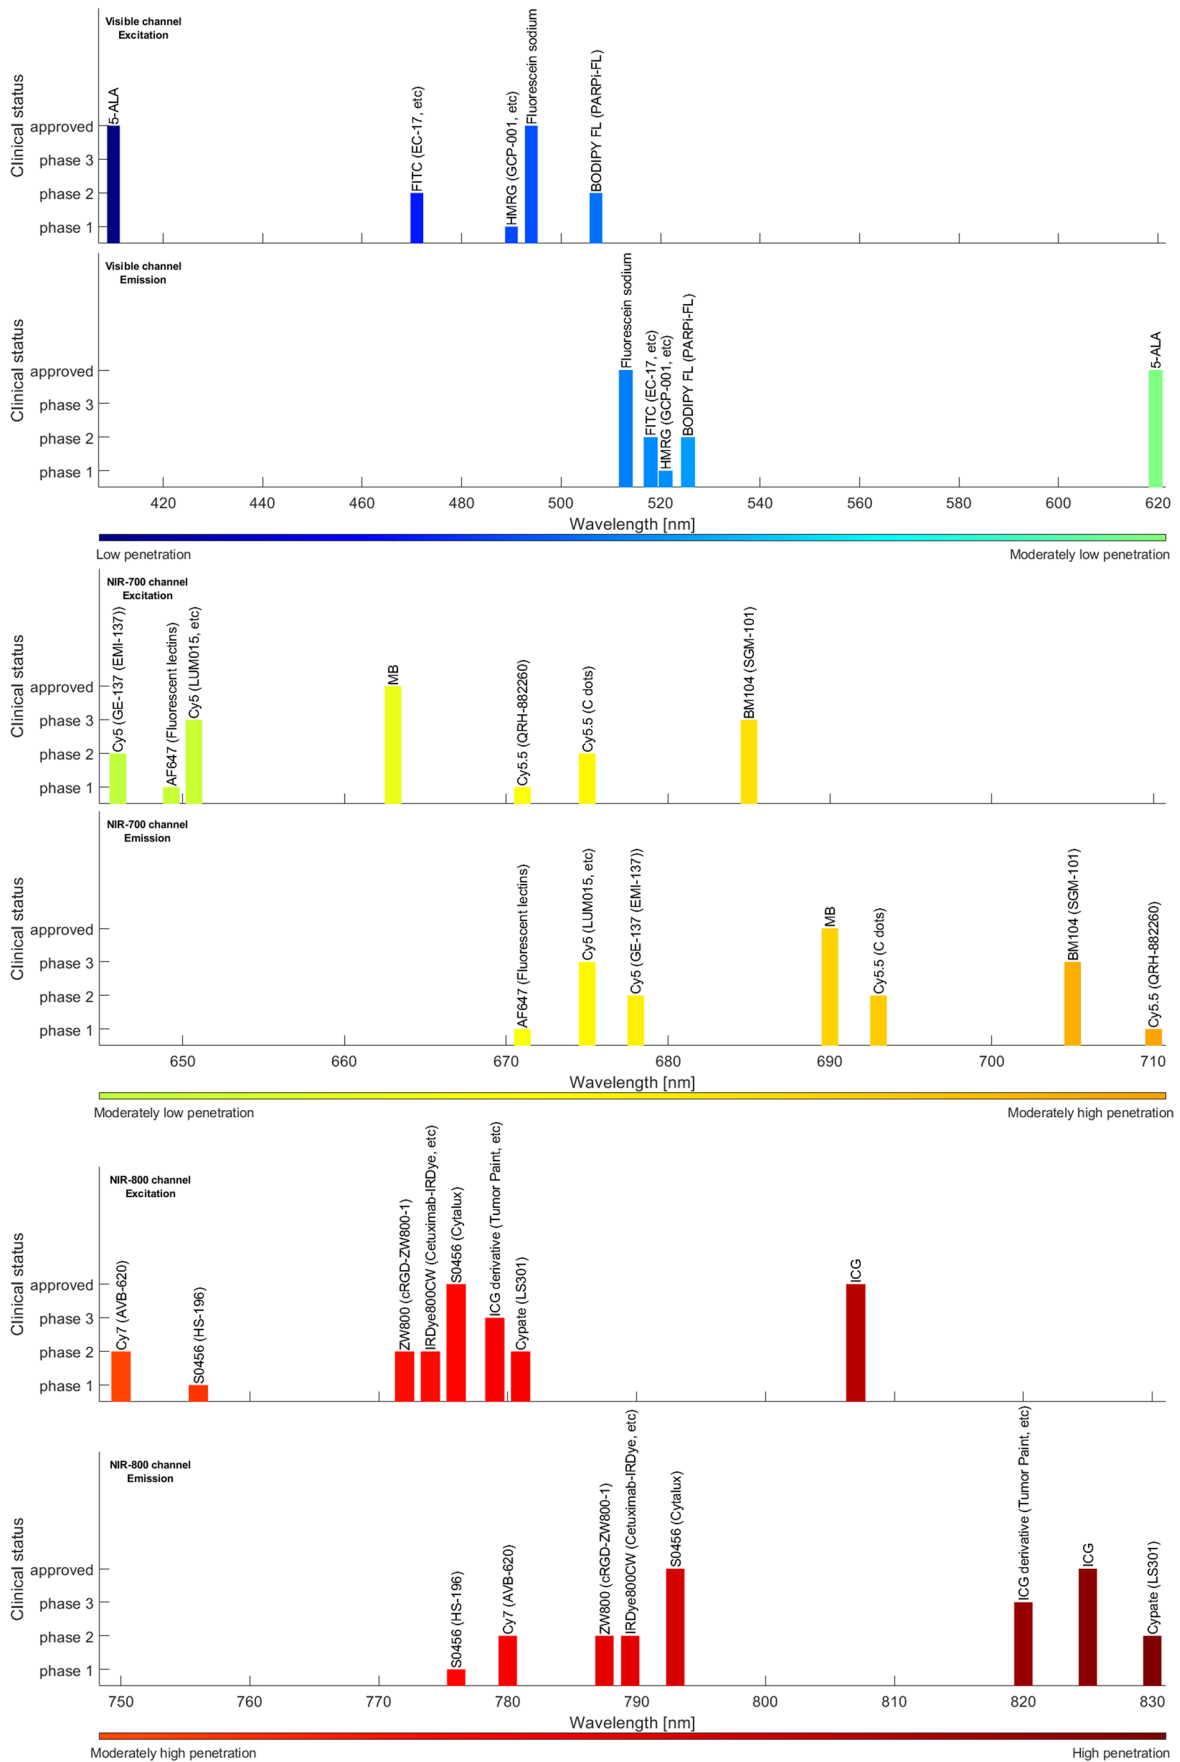 Visible channel
Excitation
Clinical status
approved
phase 3
phase 2
phase 1
5-ALA
FITC (EC-17, etc)
HMRG (GCP-001, etc)
Fluorescein sodium
BODIPY FL (PARPi-FL)
Visible channel
Emission
Clinical status
approved
phase 3
phase 2
phase 1
Fluorescein sodium
FITC (EC-17, etc)
HMRG (GCP-001, etc)
BODIPY FL (PARPi-FL)
5-ALA
420 440 460 480 500 520 540 560 580 600 620
Wavelength [nm]
Low penetration Moderately low penetration
NIR-700 channel
Excitation
Clinical status
approved
phase 3
phase 2
phase 1
Cy5 (GE-137 (EMI-137))
AF647 (Fluorescent lectins)
Cy5 (LUM015, etc)
MB
Cy5.5 (QRH-882260)
Cy5.5 (C dots)
BM104 (SGM-101)
NIR-700 channel
Emission
Clinical status
approved
phase 3
phase 2
phase 1
AF647 (Fluorescent lectins)
Cy5 (LUM015, etc)
Cy5 (GE-137 (EMI-137))
MB
Cy5.5 (C dots)
BM104 (SGM-101)
Cy5.5 (QRH-882260)
650 660 670 680 690 700 710
Wavelength [nm]
Moderately low penetration Moderately high penetration
NIR-800 channel
Excitation
Clinical status
approved
phase 3
phase 2
phase 1
Cy7 (AVB-620)
S0456 (HS-196)
ZW800 (cRGD-ZW800-1)
IRDye800CW (Cetuximab-IRDye, etc)
S0456 (Cytalux)
ICG derivative (Tumor Paint, etc)
Cypate (LS301)
ICG
NIR-800 channel
Emission
Clinical status
approved
phase 3
phase 2
phase 1
S0456 (HS-196)
Cy7 (AVB-620)
ZW800 (cRGD-ZW800-1)
IRDye800CW (Cetuximab-IRDye, etc)
S0456 (Cytalux)
ICG derivative (Tumor Paint, etc)
ICG
Cypate (LS301)
750 760 770 780 790 800 810 820 830
Wavelength [nm]
Moderately high penetration High penetration